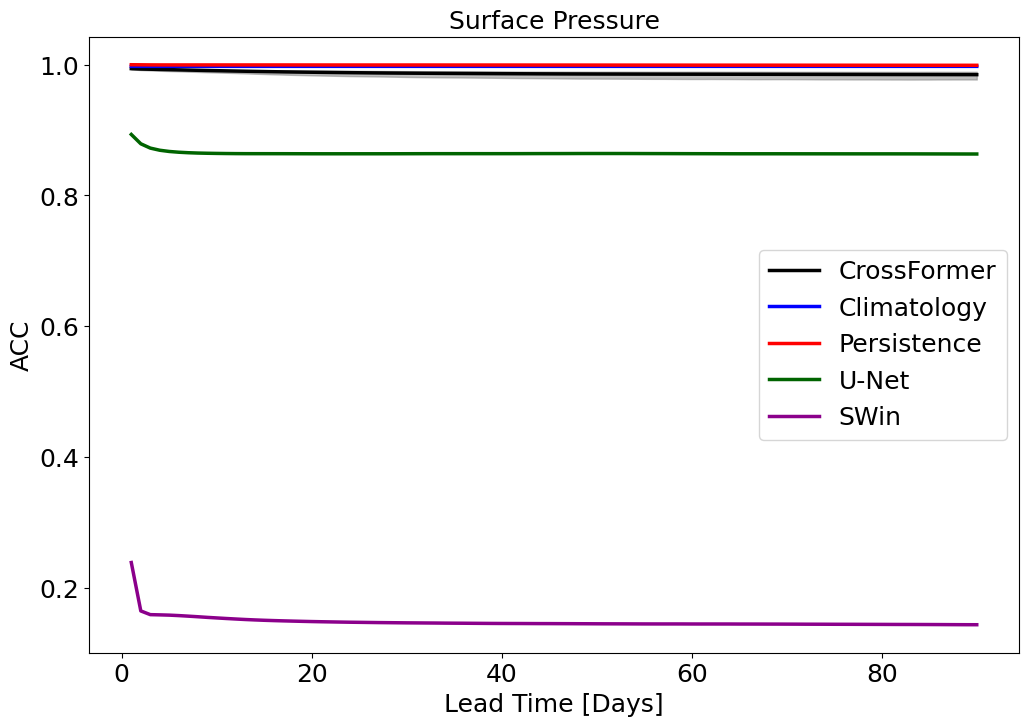 Surface Pressure
1.0
0.8
0.6
0.4
0.2
ACC
CrossFormer
Climatology
Persistence
U-Net
SWin
0 20 40 60 80
Lead Time [Days]